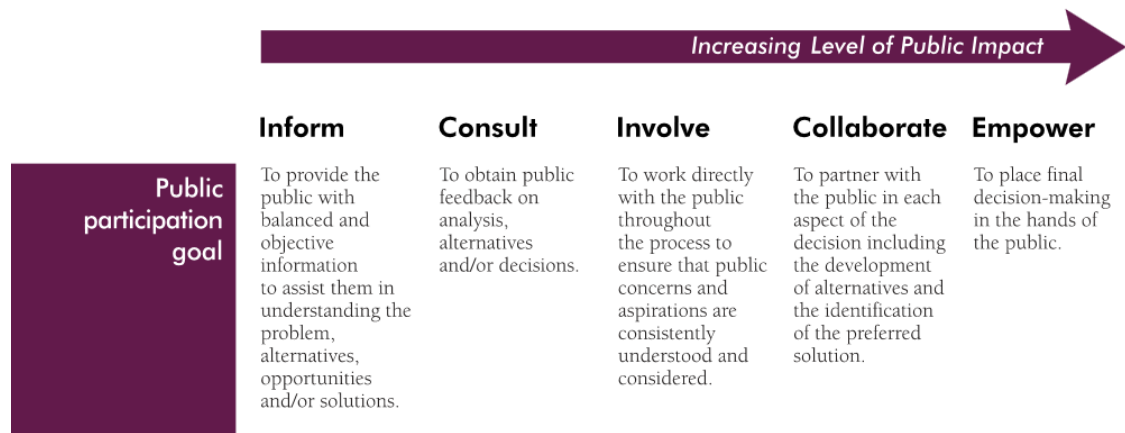 Increasing Level of Public Impact
Inform
Consult
Involve
Collaborate
Empower
Public
participation
goal
To provide the
public with
balanced and
objective
information
to assist them in
understanding the
problem,
alternatives,
opportunities
and/or solutions.
To obtain public
feedback on
analysis,
alternatives
and/or decisions.
To work directly
with the public
throughout
the process to
ensure that public
concerns and
aspirations are
consistently
understood and
considered.
To partner with
the public in each
aspect of the
decision including
the development
of alternatives and
the identification
of the preferred
solution.
To place final
decision-making
in the hands of
the public.